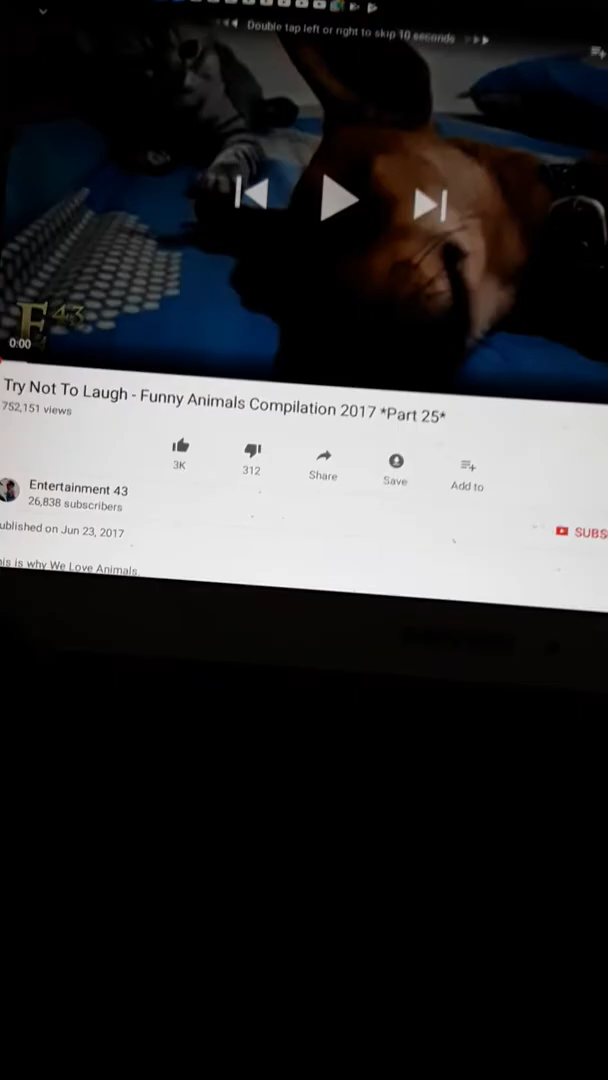 Double tap left or right to skip 10 seconds
F 43
0:00
Try Not To Laugh - Funny Animals Compilation 2017 *Part 25*
752,151 views
3K
312
Share
Save
Add to
Entertainment 43
26,838 subscribers
ublished on Jun 23, 2017
SUBS
his is why We Love Animals